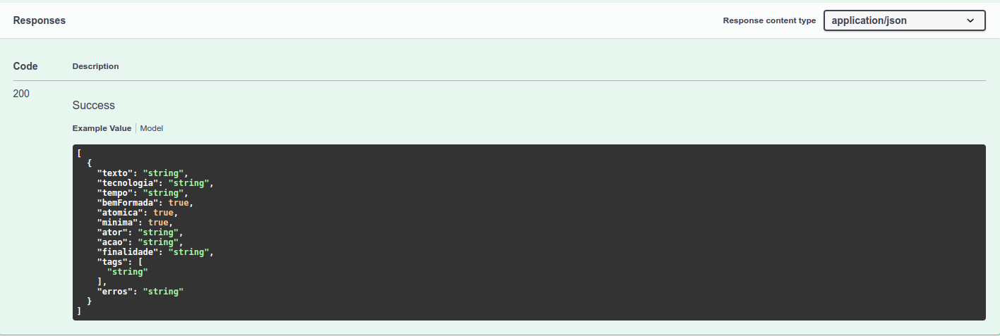 Responses
Response content type
application/json
Code Description
200
Success
Example Value Model
[
  {
    "texto": "string",
    "tecnologia": "string",
    "tempo": "string",
    "bemFormada": true,
    "atomica": true,
    "minima": true,
    "ator": "string",
    "acao": "string",
    "finalidade": "string",
    "tags": [
      "string"
    ],
    "erros": "string"
  }
]